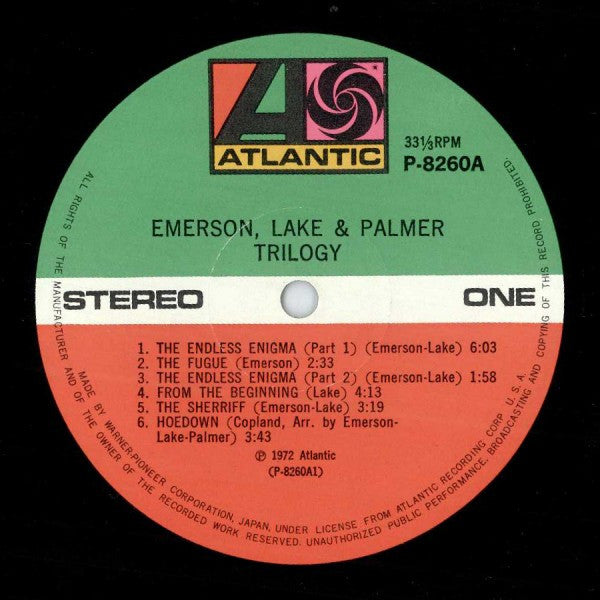 ATLANTIC
33⅓RPM
P-8260A
EMERSON, LAKE & PALMER
TRILOGY
STEREO
ONE
1. THE ENDLESS ENIGMA (Part 1) (Emerson-Lake) 6:03
2. THE FUGUE (Emerson) 2:33
3. THE ENDLESS ENIGMA (Part 2) (Emerson-Lake) 1:58
4. FROM THE BEGINNING (Lake) 4:13
5. THE SHERRIFF (Emerson-Lake) 3:19
6. HOEDOWN (Copland, Arr. by Emerson-
Lake-Palmer) 3:43
℗ 1972 Atlantic
(P-8260A1)
MADE BY WARNER-PIONEER CORPORATION, JAPAN, UNDER LICENSE FROM ATLANTIC RECORDING CORP. U.S.A.
ALL RIGHTS OF THE MANUFACTURER AND OF THE OWNER OF THE RECORDED WORK RESERVED. UNAUTHORIZED PUBLIC PERFORMANCE, BROADCASTING AND COPYING OF THIS RECORD PROHIBITED.